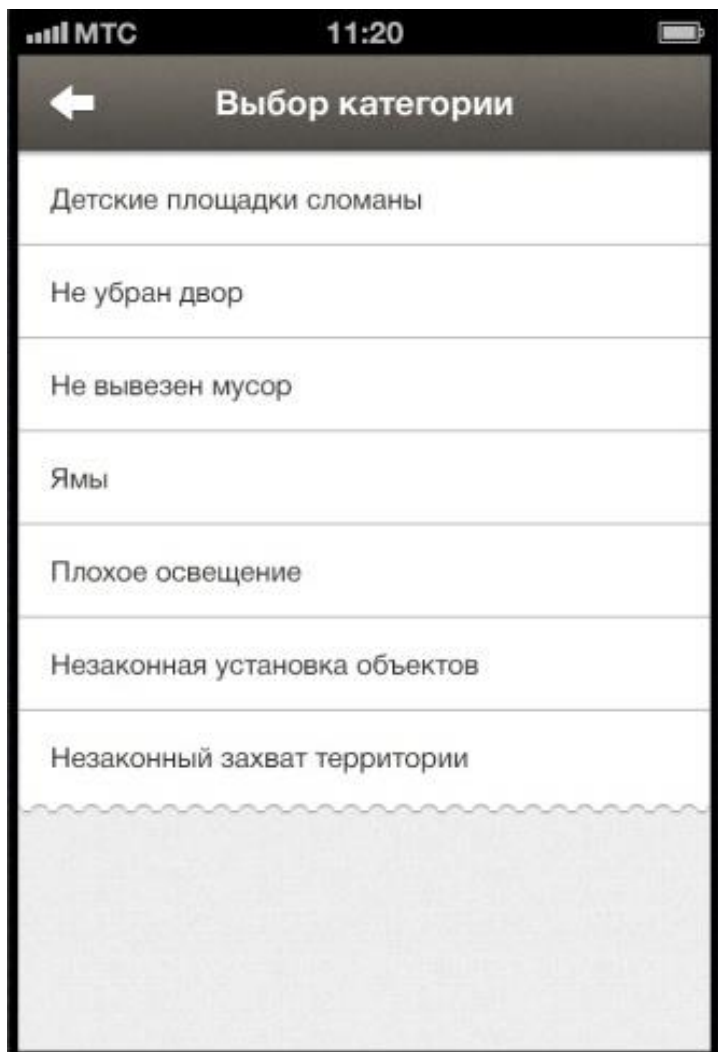 МТС 11:20
Выбор категории
Детские площадки сломаны
Не убран двор
Не вывезен мусор
Ямы
Плохое освещение
Незаконная установка объектов
Незаконный захват территории